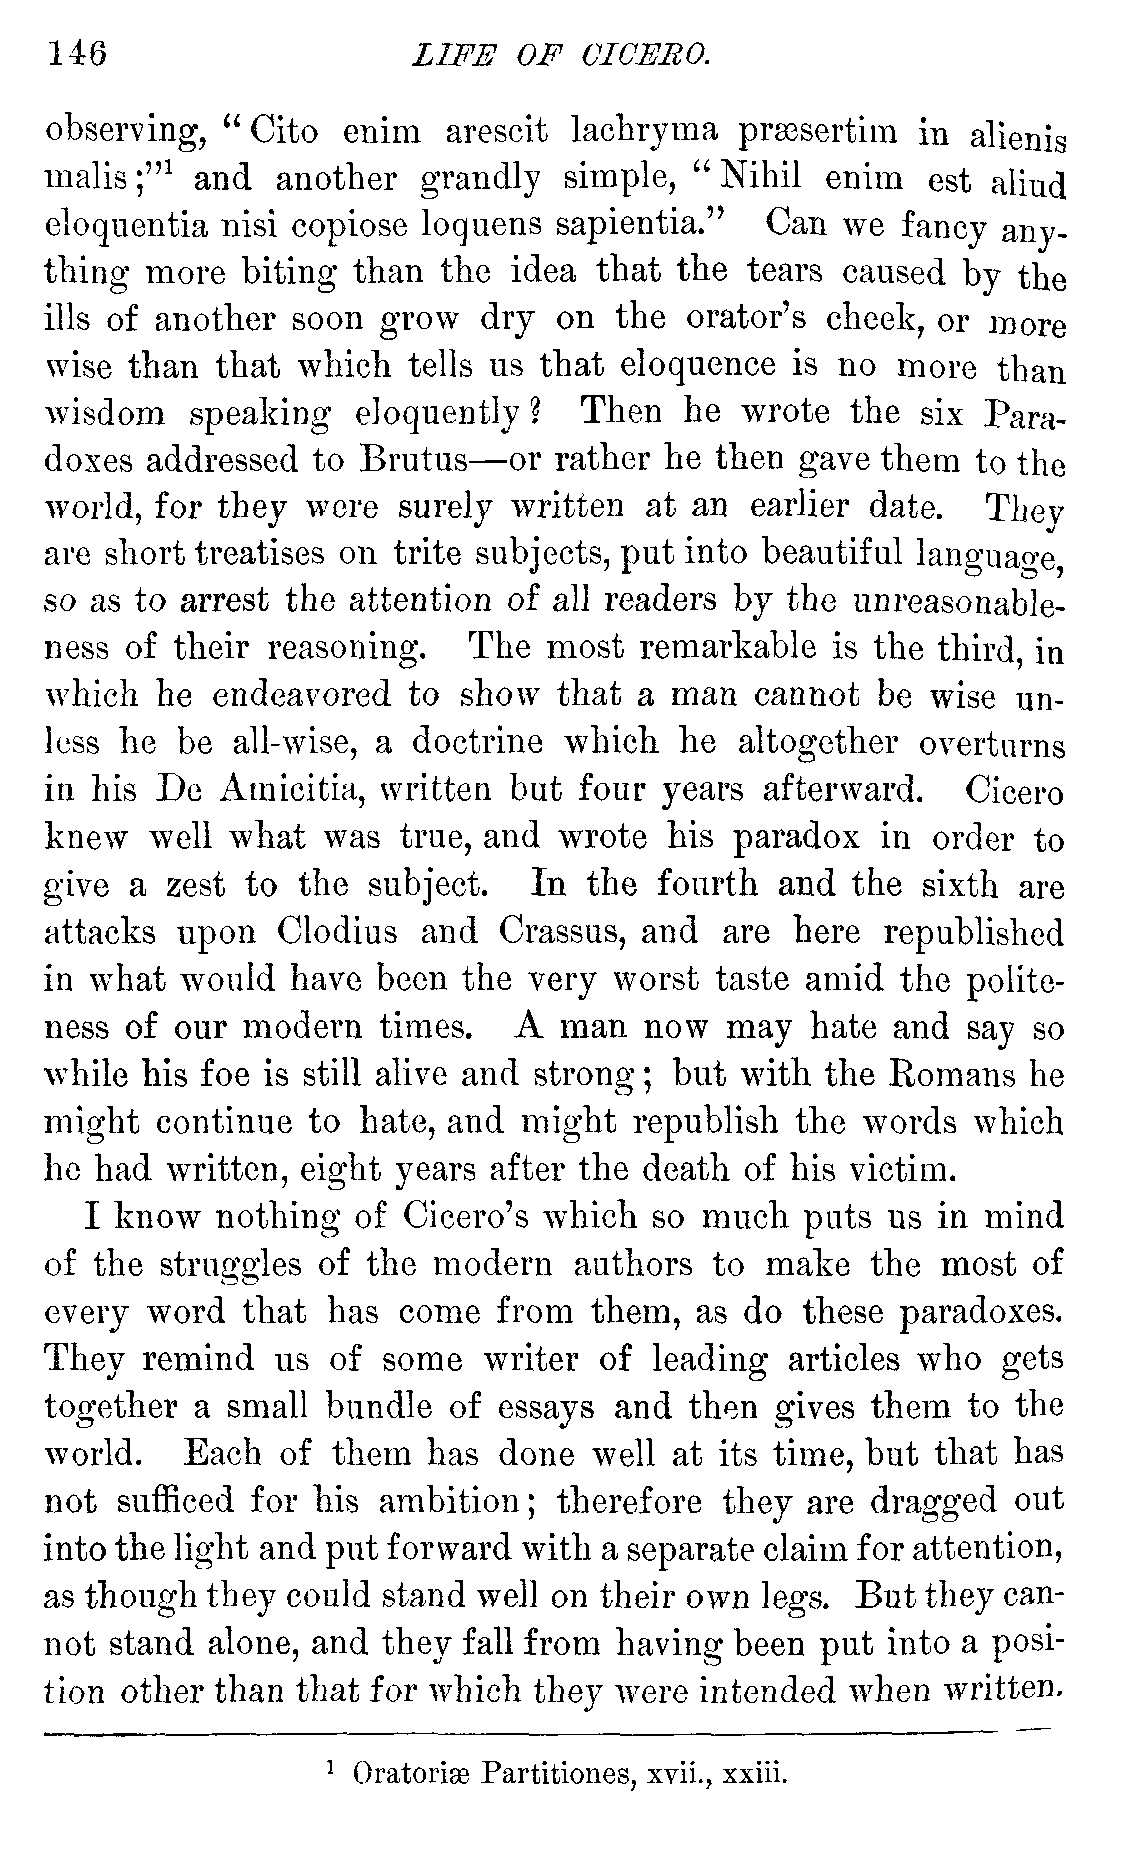 146 LIFE OF CICERO.
observing, “Cito enim arescit lachryma præsertim in alienis
malis;”¹ and another grandly simple, “Nihil enim est aliud
eloquentia nisi copiose loquens sapientia.” Can we fancy any-
thing more biting than the idea that the tears caused by the
ills of another soon grow dry on the orator’s cheek, or more
wise than that which tells us that eloquence is no more than
wisdom speaking eloquently? Then he wrote the six Para-
doxes addressed to Brutus—or rather he then gave them to the
world, for they were surely written at an earlier date. They
are short treatises on trite subjects, put into beautiful language,
so as to arrest the attention of all readers by the unreasonable-
ness of their reasoning. The most remarkable is the third, in
which he endeavored to show that a man cannot be wise un-
less he be all-wise, a doctrine which he altogether overturns
in his De Amicitia, written but four years afterward. Cicero
knew well what was true, and wrote his paradox in order to
give a zest to the subject. In the fourth and the sixth are
attacks upon Clodius and Crassus, and are here republished
in what would have been the very worst taste amid the polite-
ness of our modern times. A man now may hate and say so
while his foe is still alive and strong; but with the Romans he
might continue to hate, and might republish the words which
he had written, eight years after the death of his victim.
I know nothing of Cicero’s which so much puts us in mind
of the struggles of the modern authors to make the most of
every word that has come from them, as do these paradoxes.
They remind us of some writer of leading articles who gets
together a small bundle of essays and then gives them to the
world. Each of them has done well at its time, but that has
not sufficed for his ambition; therefore they are dragged out
into the light and put forward with a separate claim for attention,
as though they could stand well on their own legs. But they can-
not stand alone, and they fall from having been put into a posi-
tion other than that for which they were intended when written.
¹ Oratoriæ Partitiones, xvii., xxiii.